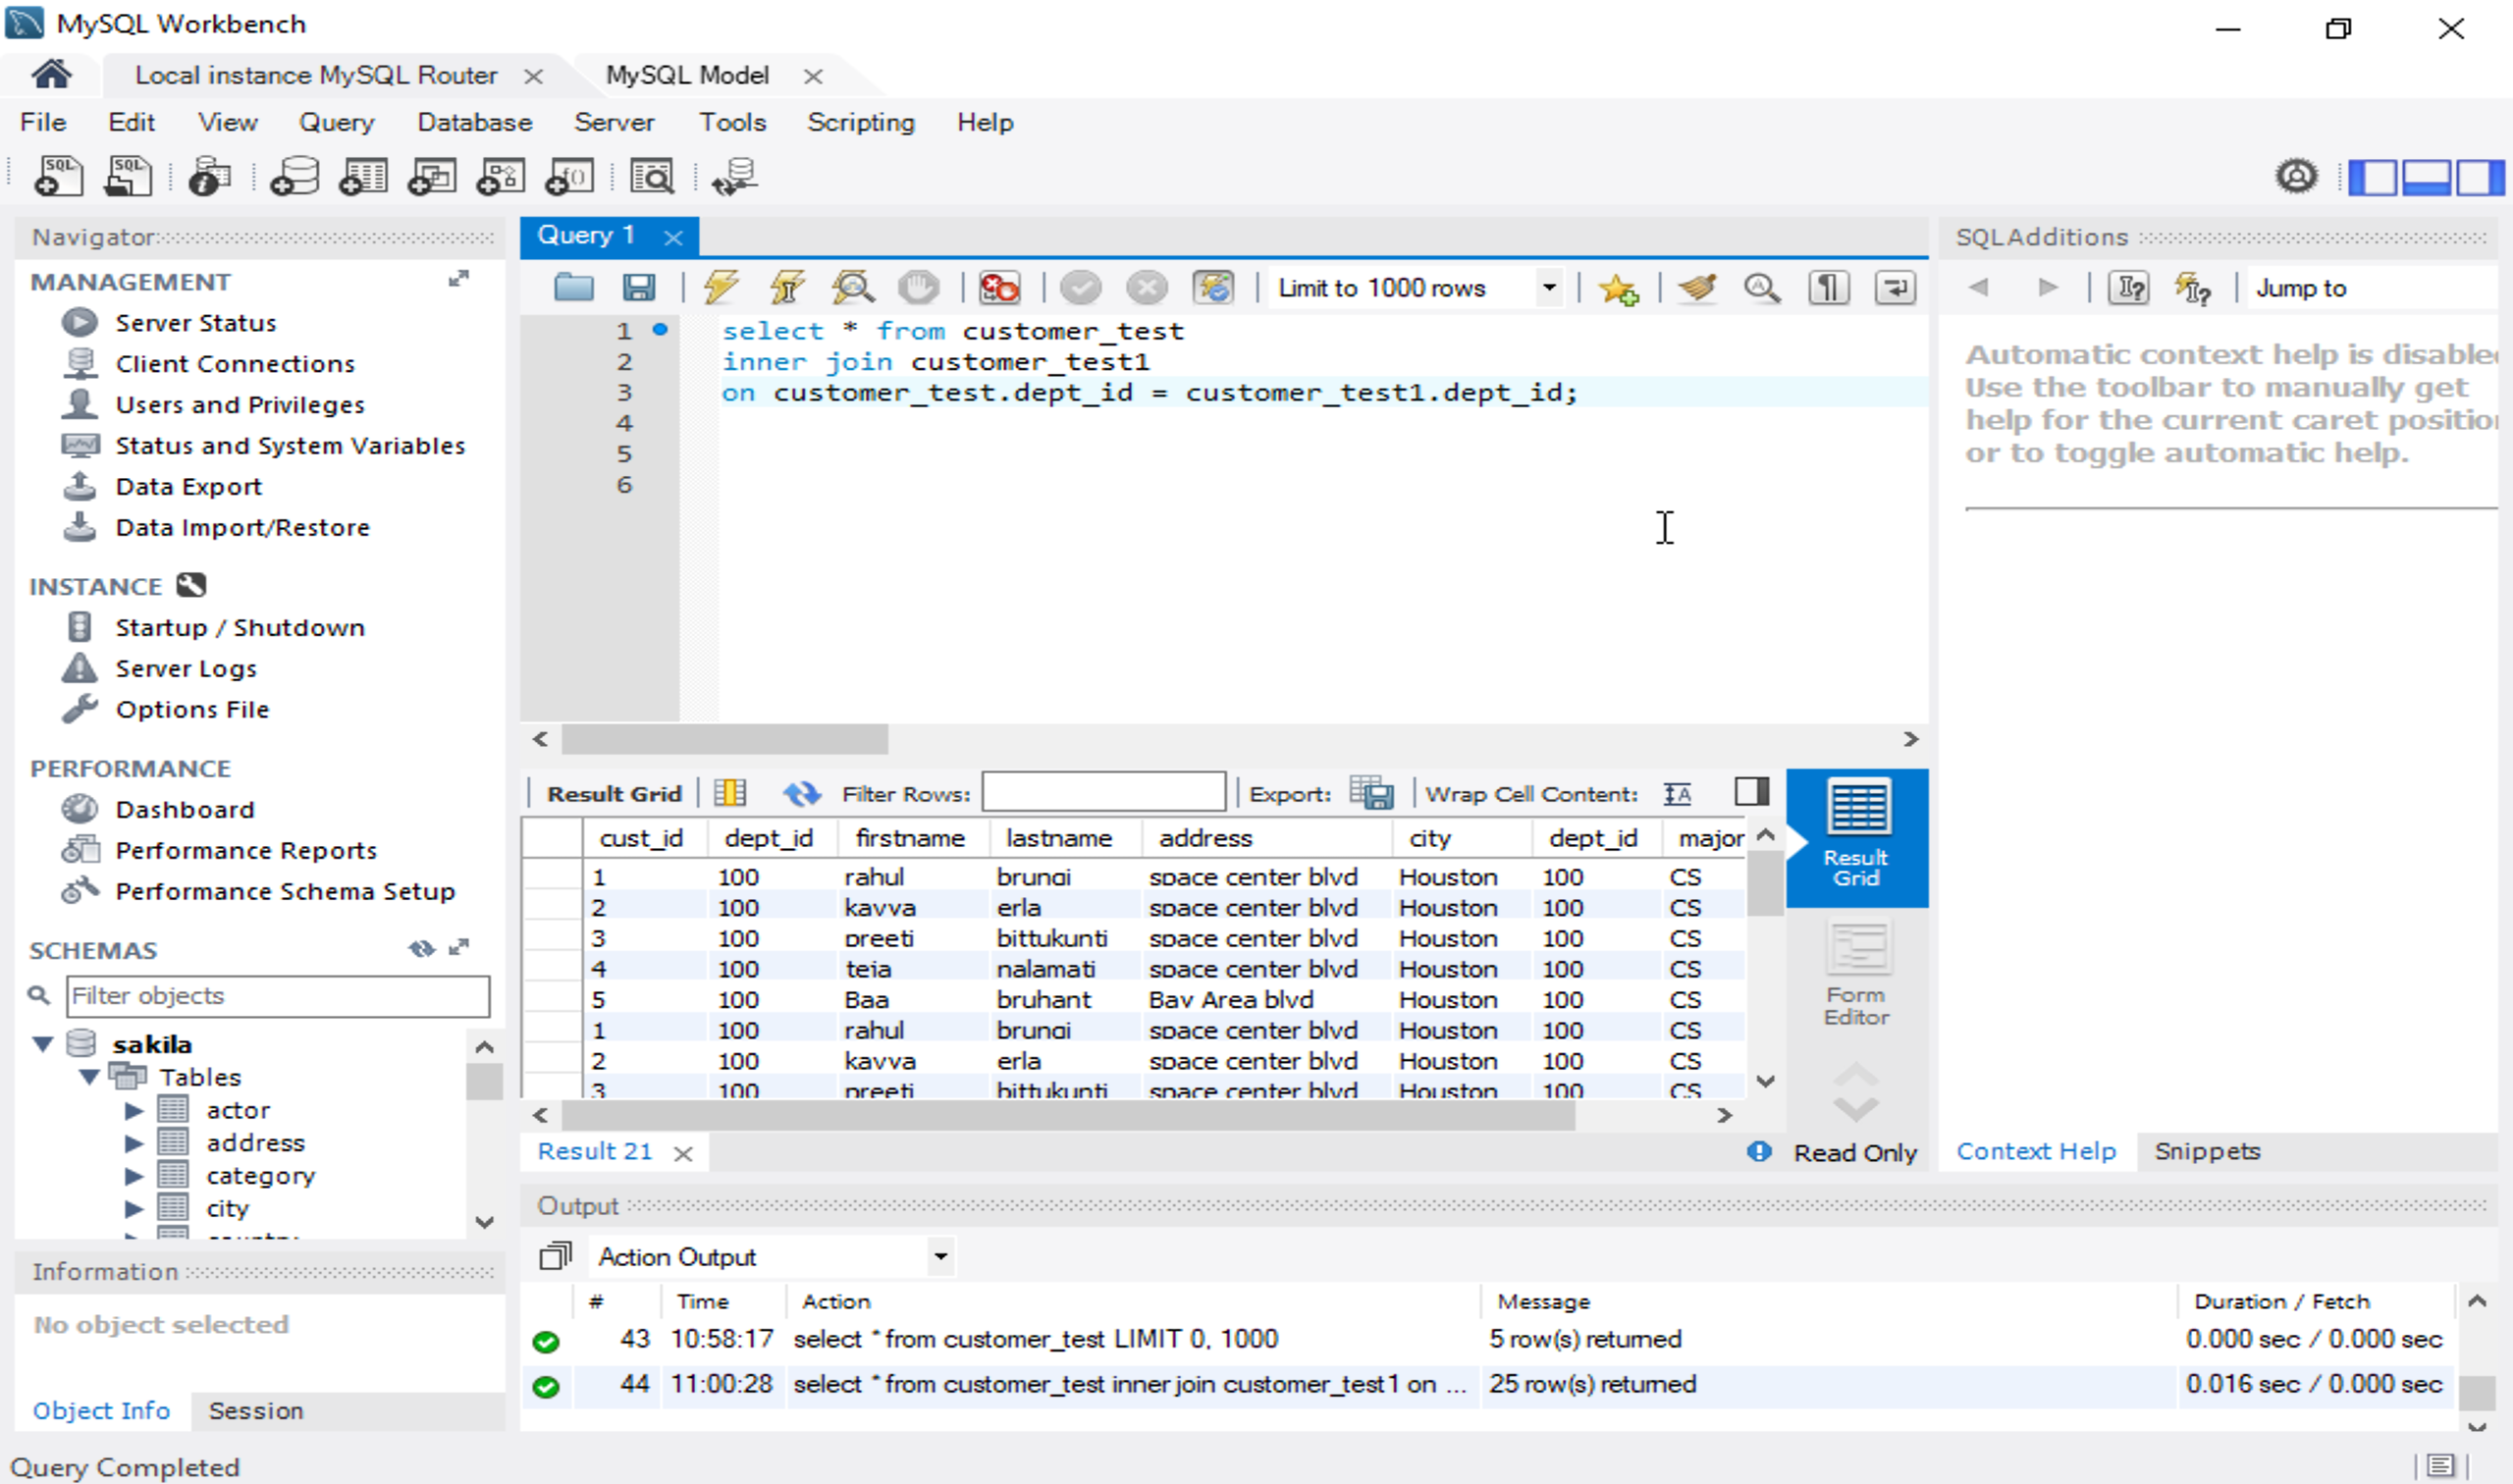 MySQL Workbench
Local instance MySQL Router
MySQL Model
File Edit View Query Database Server Tools Scripting Help
Navigator
MANAGEMENT
Server Status
Client Connections
Users and Privileges
Status and System Variables
Data Export
Data Import/Restore
INSTANCE
Startup / Shutdown
Server Logs
Options File
PERFORMANCE
Dashboard
Performance Reports
Performance Schema Setup
SCHEMAS
Filter objects
sakila
Tables
actor
address
category
city
country
Information
No object selected
Object Info Session
Query 1
Limit to 1000 rows
1 select * from customer_test
2 inner join customer_test1
3 on customer_test.dept_id = customer_test1.dept_id;
4
5
6
Result Grid Filter Rows: Export: Wrap Cell Content:
cust_id dept_id firstname lastname address city dept_id major
1 100 rahul brungi space center blvd Houston 100 CS
2 100 kavya erla space center blvd Houston 100 CS
3 100 preeti bittukunti space center blvd Houston 100 CS
4 100 teja nalamati space center blvd Houston 100 CS
5 100 Baa bruhant Bay Area blvd Houston 100 CS
1 100 rahul brungi space center blvd Houston 100 CS
2 100 kavya erla space center blvd Houston 100 CS
3 100 preeti bittukunti space center blvd Houston 100 CS
Result Grid
Form Editor
Result 21
Read Only
SQLAdditions
Jump to
Automatic context help is disabled
Use the toolbar to manually get
help for the current caret position
or to toggle automatic help.
Context Help Snippets
Output
Action Output
# Time Action Message Duration / Fetch
43 10:58:17 select * from customer_test LIMIT 0, 1000 5 row(s) returned 0.000 sec / 0.000 sec
44 11:00:28 select * from customer_test inner join customer_test1 on ... 25 row(s) returned 0.016 sec / 0.000 sec
Query Completed